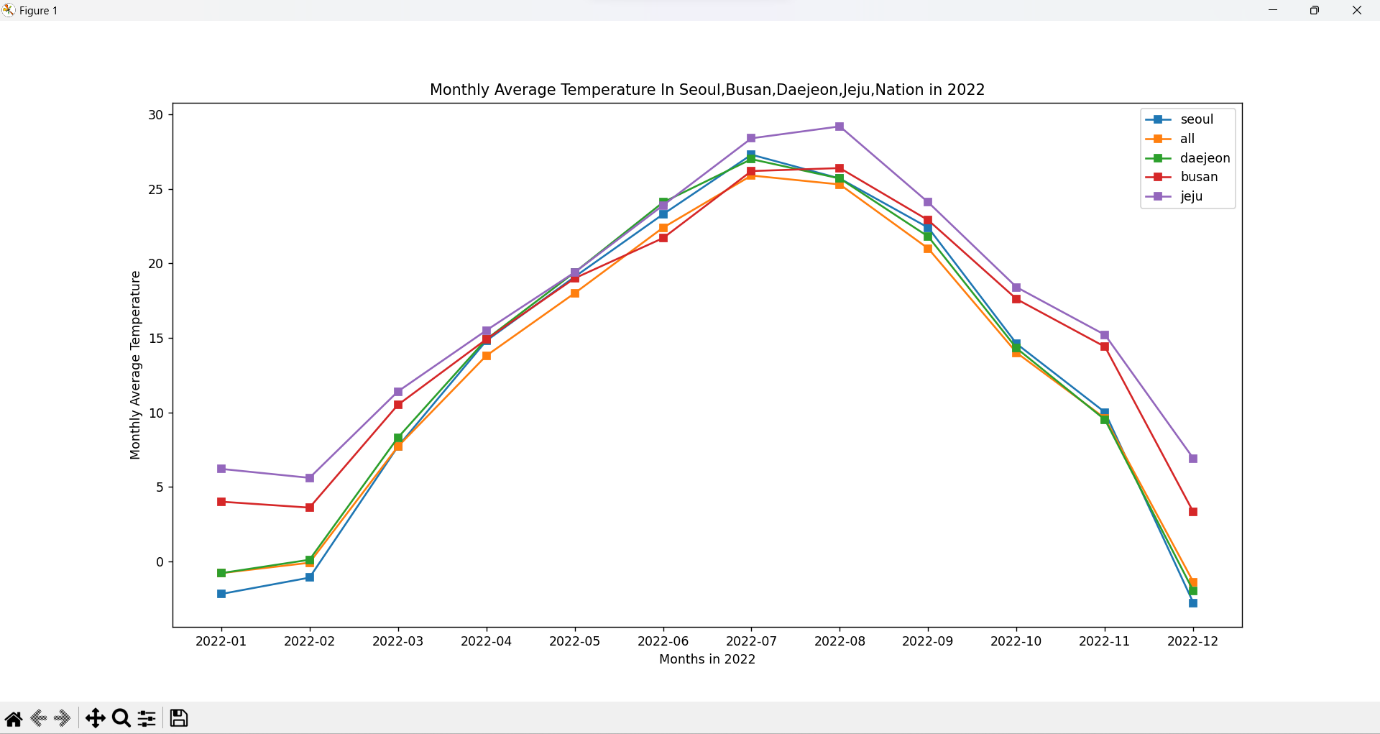 Figure 1
Monthly Average Temperature In Seoul,Busan,Daejeon,Jeju,Nation in 2022
30
25
20
15
10
5
0
Monthly Average Temperature
seoul
all
daejeon
busan
jeju
2022-01 2022-02 2022-03 2022-04 2022-05 2022-06 2022-07 2022-08 2022-09 2022-10 2022-11 2022-12
Months in 2022